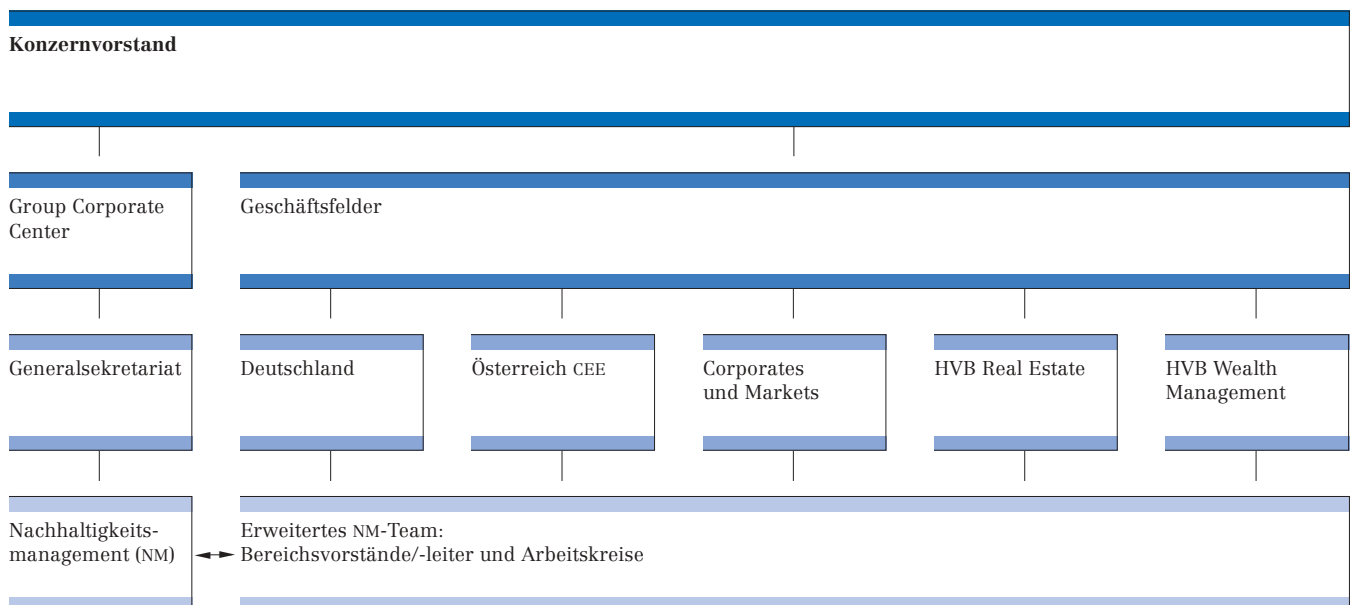 Konzernvorstand
Group Corporate
Center
Geschäftsfelder
Generalsekretariat
Deutschland
Österreich CEE
Corporates
und Markets
HVB Real Estate
HVB Wealth
Management
Nachhaltigkeits-
management (NM)
Erweitertes NM-Team:
Bereichsvorstände/-leiter und Arbeitskreise